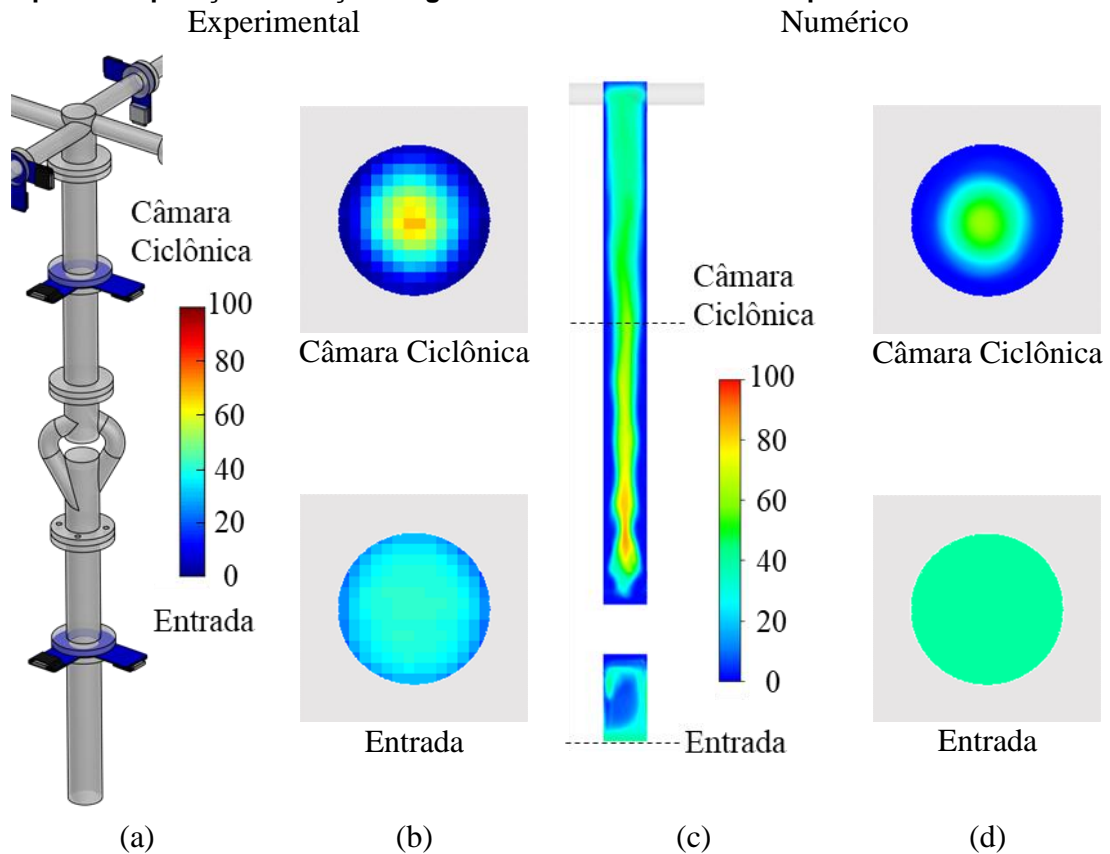 Experimental
Numérico
Câmara
Ciclônica
100
80
60
40
20
0
Entrada
Câmara Ciclônica
Entrada
Câmara
Ciclônica
100
80
60
40
20
0
Entrada
Câmara Ciclônica
Entrada
(a)
(b)
(c)
(d)